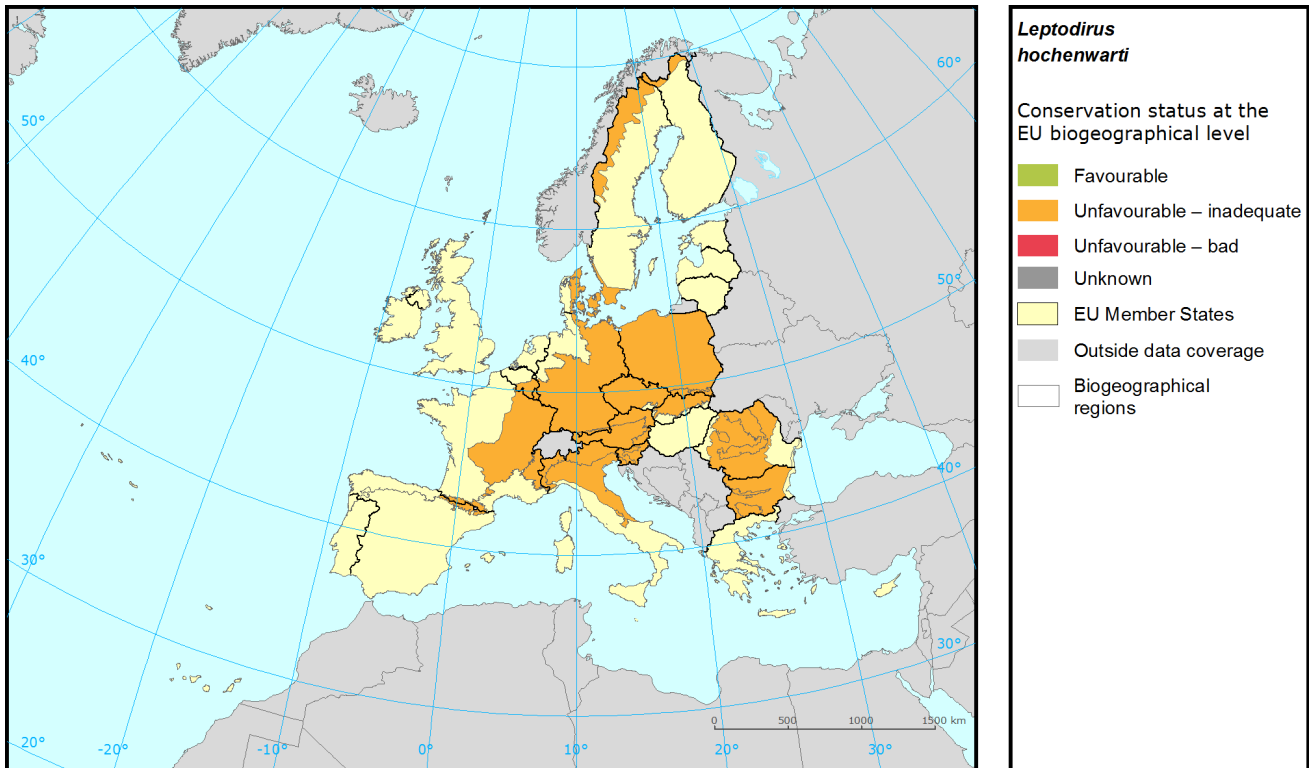 Leptodirus
hochenwarti
Conservation status at the
EU biogeographical level
Favourable
Unfavourable – inadequate
Unfavourable – bad
Unknown
EU Member States
Outside data coverage
Biogeographical
regions
60°
50°
50°
40°
40°
30°
30°
0 500 1000 1500 km
20° -20° -10° 0° 10° 20° 30°